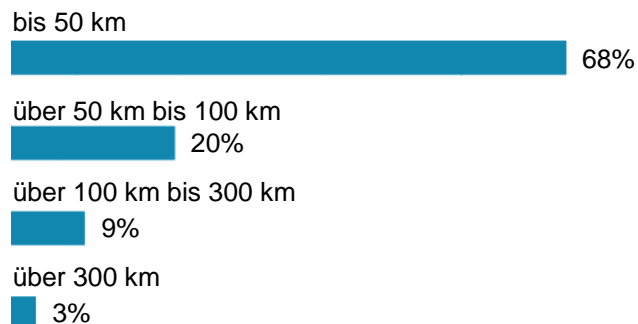 bis 50 km
68%
über 50 km bis 100 km
20%
über 100 km bis 300 km
9%
über 300 km
3%